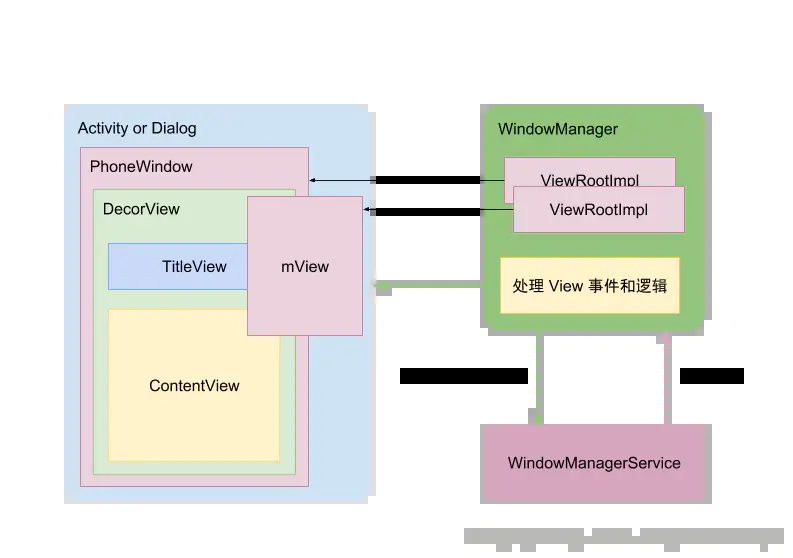 Activity or Dialog
PhoneWindow
DecorView
TitleView
mView
ContentView
WindowManager
ViewRootImpl
ViewRootImpl
处理 View 事件和逻辑
WindowManagerService